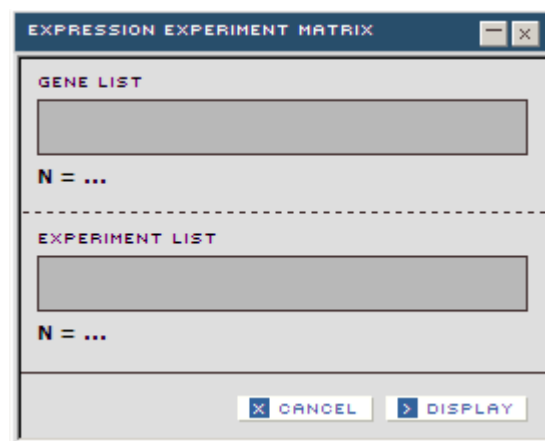 EXPRESSION EXPERIMENT MATRIX
GENE LIST
N = ...
EXPERIMENT LIST
N = ...
CANCEL DISPLAY